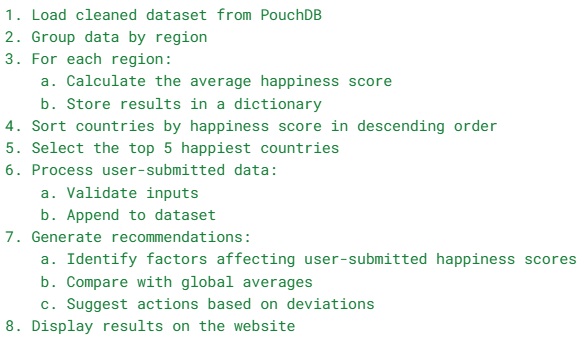 1. Load cleaned dataset from PouchDB
2. Group data by region
3. For each region:
a. Calculate the average happiness score
b. Store results in a dictionary
4. Sort countries by happiness score in descending order
5. Select the top 5 happiest countries
6. Process user-submitted data:
a. Validate inputs
b. Append to dataset
7. Generate recommendations:
a. Identify factors affecting user-submitted happiness scores
b. Compare with global averages
c. Suggest actions based on deviations
8. Display results on the website